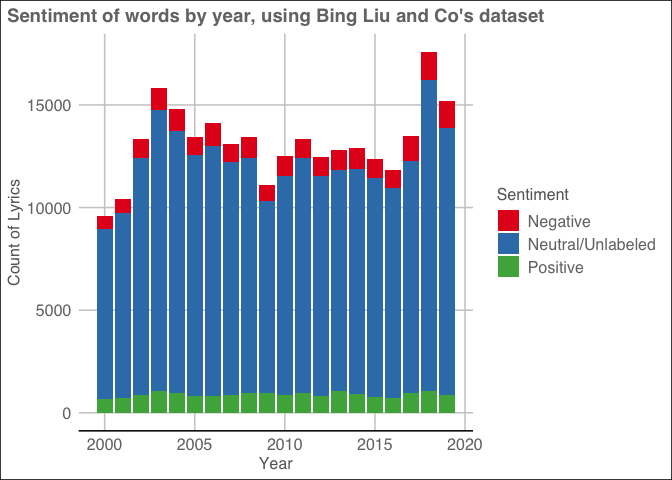 Sentiment of words by year, using Bing Liu and Co's dataset
15000
10000
5000
0
Count of Lyrics
2000 2005 2010 2015 2020
Year
Sentiment
Negative
Neutral/Unlabeled
Positive